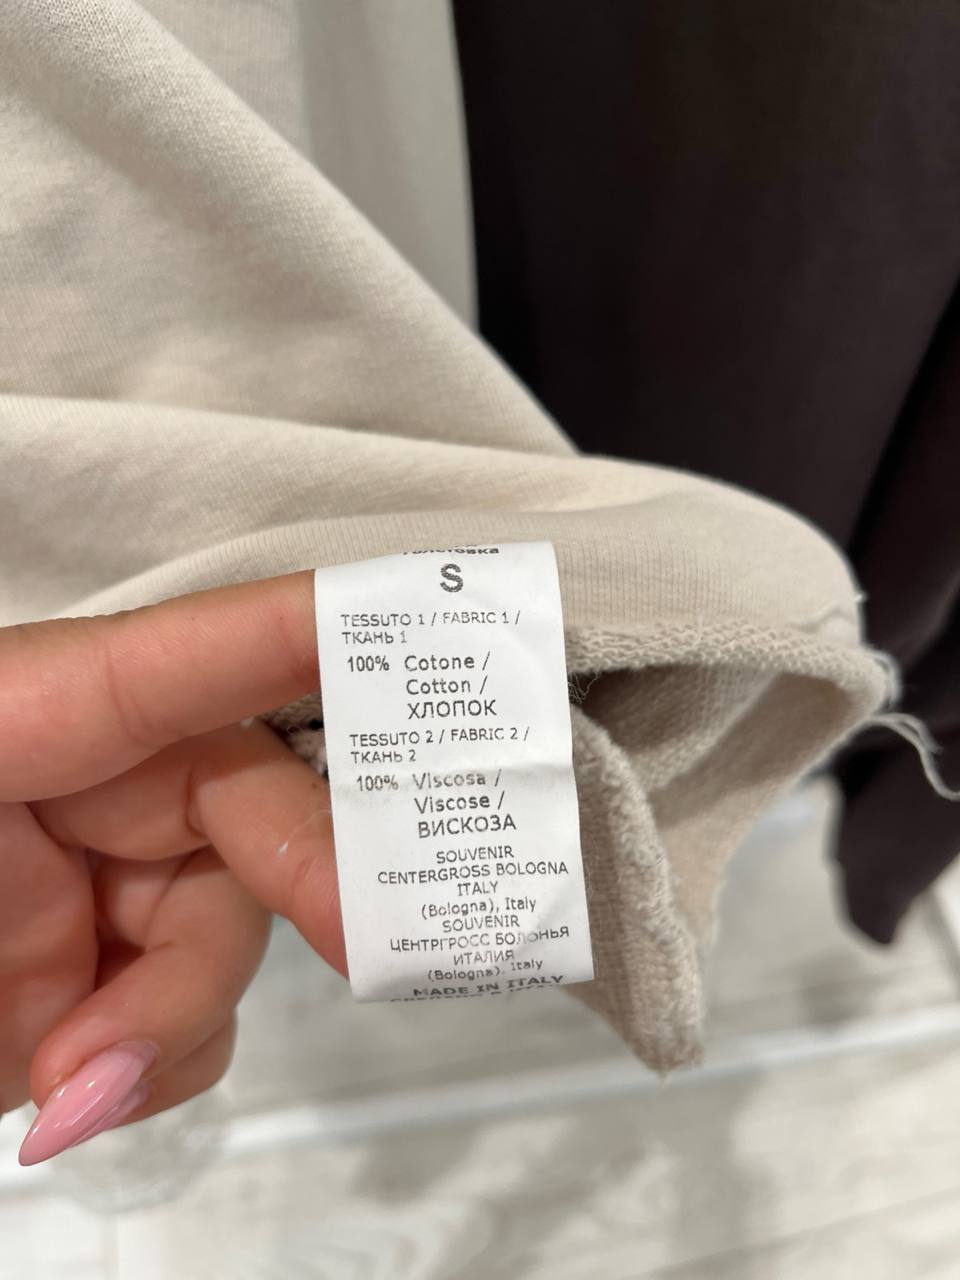 толстовка
S
TESSUTO 1 / FABRIC 1 /
ТКАНЬ 1
100% Cotone /
Cotton /
ХЛОПОК
TESSUTO 2 / FABRIC 2 /
ТКАНЬ 2
100% Viscosa /
Viscose /
ВИСКОЗА
SOUVENIR
CENTERGROSS BOLOGNA
ITALY
(Bologna), Italy
SOUVENIR
ЦЕНТРГРОСС БОЛОНЬЯ
ИТАЛИЯ
(Bologna), Italy
MADE IN ITALY